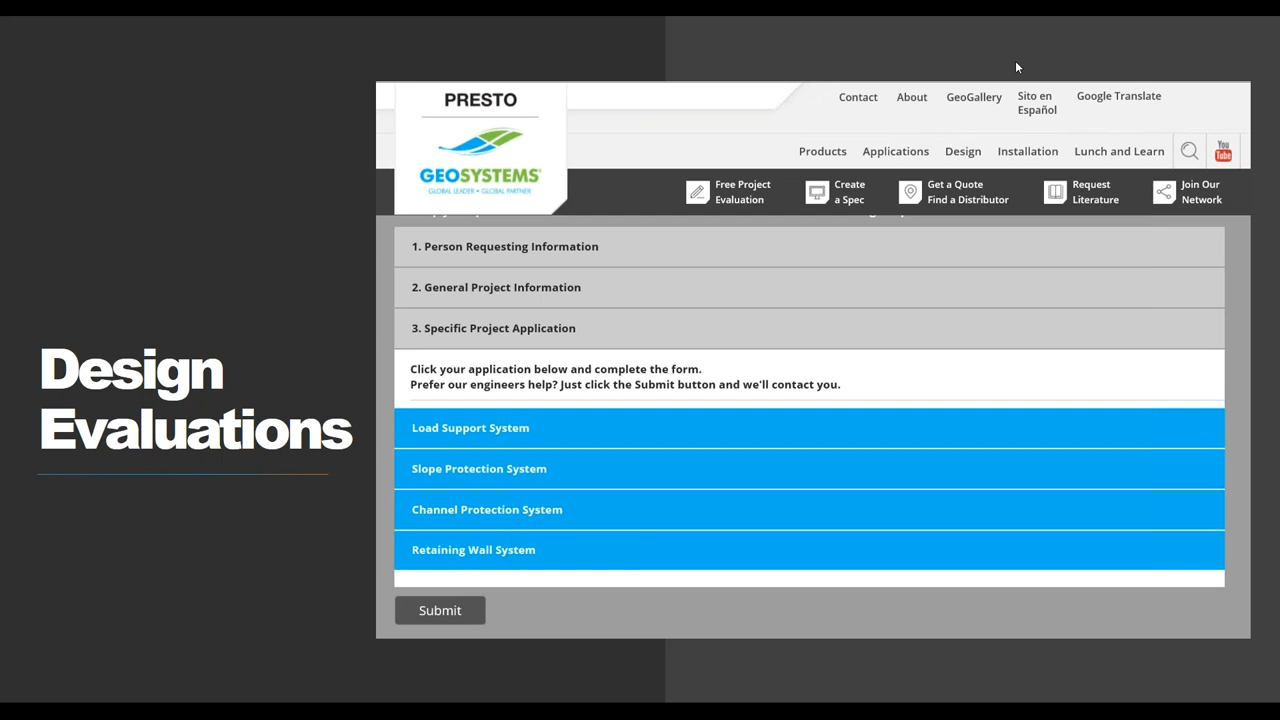 Design
Evaluations
PRESTO
GEOSYSTEMS®
GLOBAL LEADER • GLOBAL PARTNER
Contact
About
GeoGallery
Sito en
Español
Google Translate
Products
Applications
Design
Installation
Lunch and Learn
You
Tube
Free Project
Evaluation
Create
a Spec
Get a Quote
Find a Distributor
Request
Literature
Join Our
Network
1. Person Requesting Information
2. General Project Information
3. Specific Project Application
Click your application below and complete the form.
Prefer our engineers help? Just click the Submit button and we'll contact you.
Load Support System
Slope Protection System
Channel Protection System
Retaining Wall System
Submit